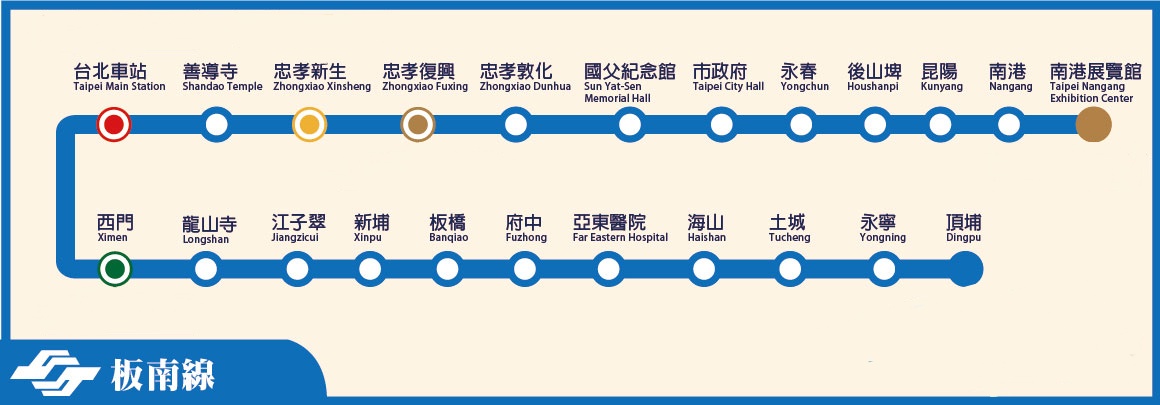 台北車站
Taipei Main Station
善導寺
Shandao Temple
忠孝新生
Zhongxiao Xinsheng
忠孝復興
Zhongxiao Fuxing
忠孝敦化
Zhongxiao Dunhua
國父紀念館
Sun Yat-Sen
Memorial Hall
市政府
Taipei City Hall
永春
Yongchun
後山埤
Houshanpi
昆陽
Kunyang
南港
Nangang
南港展覽館
Taipei Nangang
Exhibition Center
西門
Ximen
龍山寺
Longshan
江子翠
Jiangzicui
新埔
Xinpu
板橋
Banqiao
府中
Fuzhong
亞東醫院
Far Eastern Hospital
海山
Haishan
土城
Tucheng
永寧
Yongning
頂埔
Dingpu
板南線